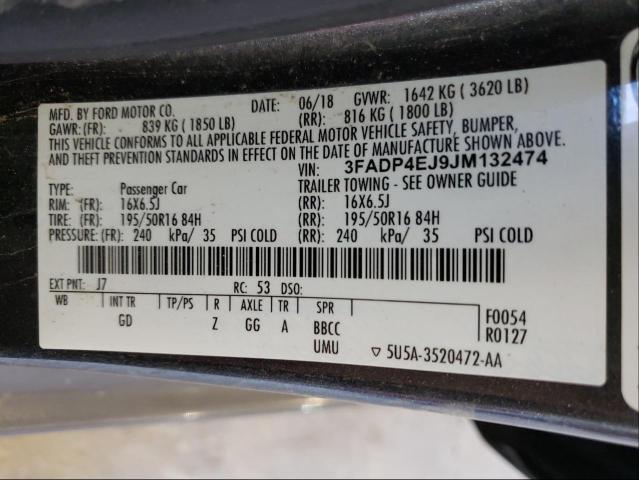 MFD. BY FORD MOTOR CO. DATE: 06/18 GVWR: 1642 KG ( 3620 LB)
GAWR: (FR): 839 KG ( 1850 LB) (RR): 816 KG ( 1800 LB)
THIS VEHICLE CONFORMS TO ALL APPLICABLE FEDERAL MOTOR VEHICLE SAFETY, BUMPER,
AND THEFT PREVENTION STANDARDS IN EFFECT ON THE DATE OF MANUFACTURE SHOWN ABOVE.
VIN: 3FADP4EJ9JM132474
TYPE: Passenger Car TRAILER TOWING - SEE OWNER GUIDE
RIM: (FR): 16X6.5J (RR): 16X6.5J
TIRE: (FR): 195/50R16 84H (RR): 195/50R16 84H
PRESSURE: (FR): 240 kPa/ 35 PSI COLD (RR): 240 kPa/ 35 PSI COLD
EXT PNT: J7 RC: 53 DSO:
WB INT TR TP/PS R AXLE TR SPR F0054
GD Z GG A BBCC R0127
UMU ▽ 5U5A-3520472-AA